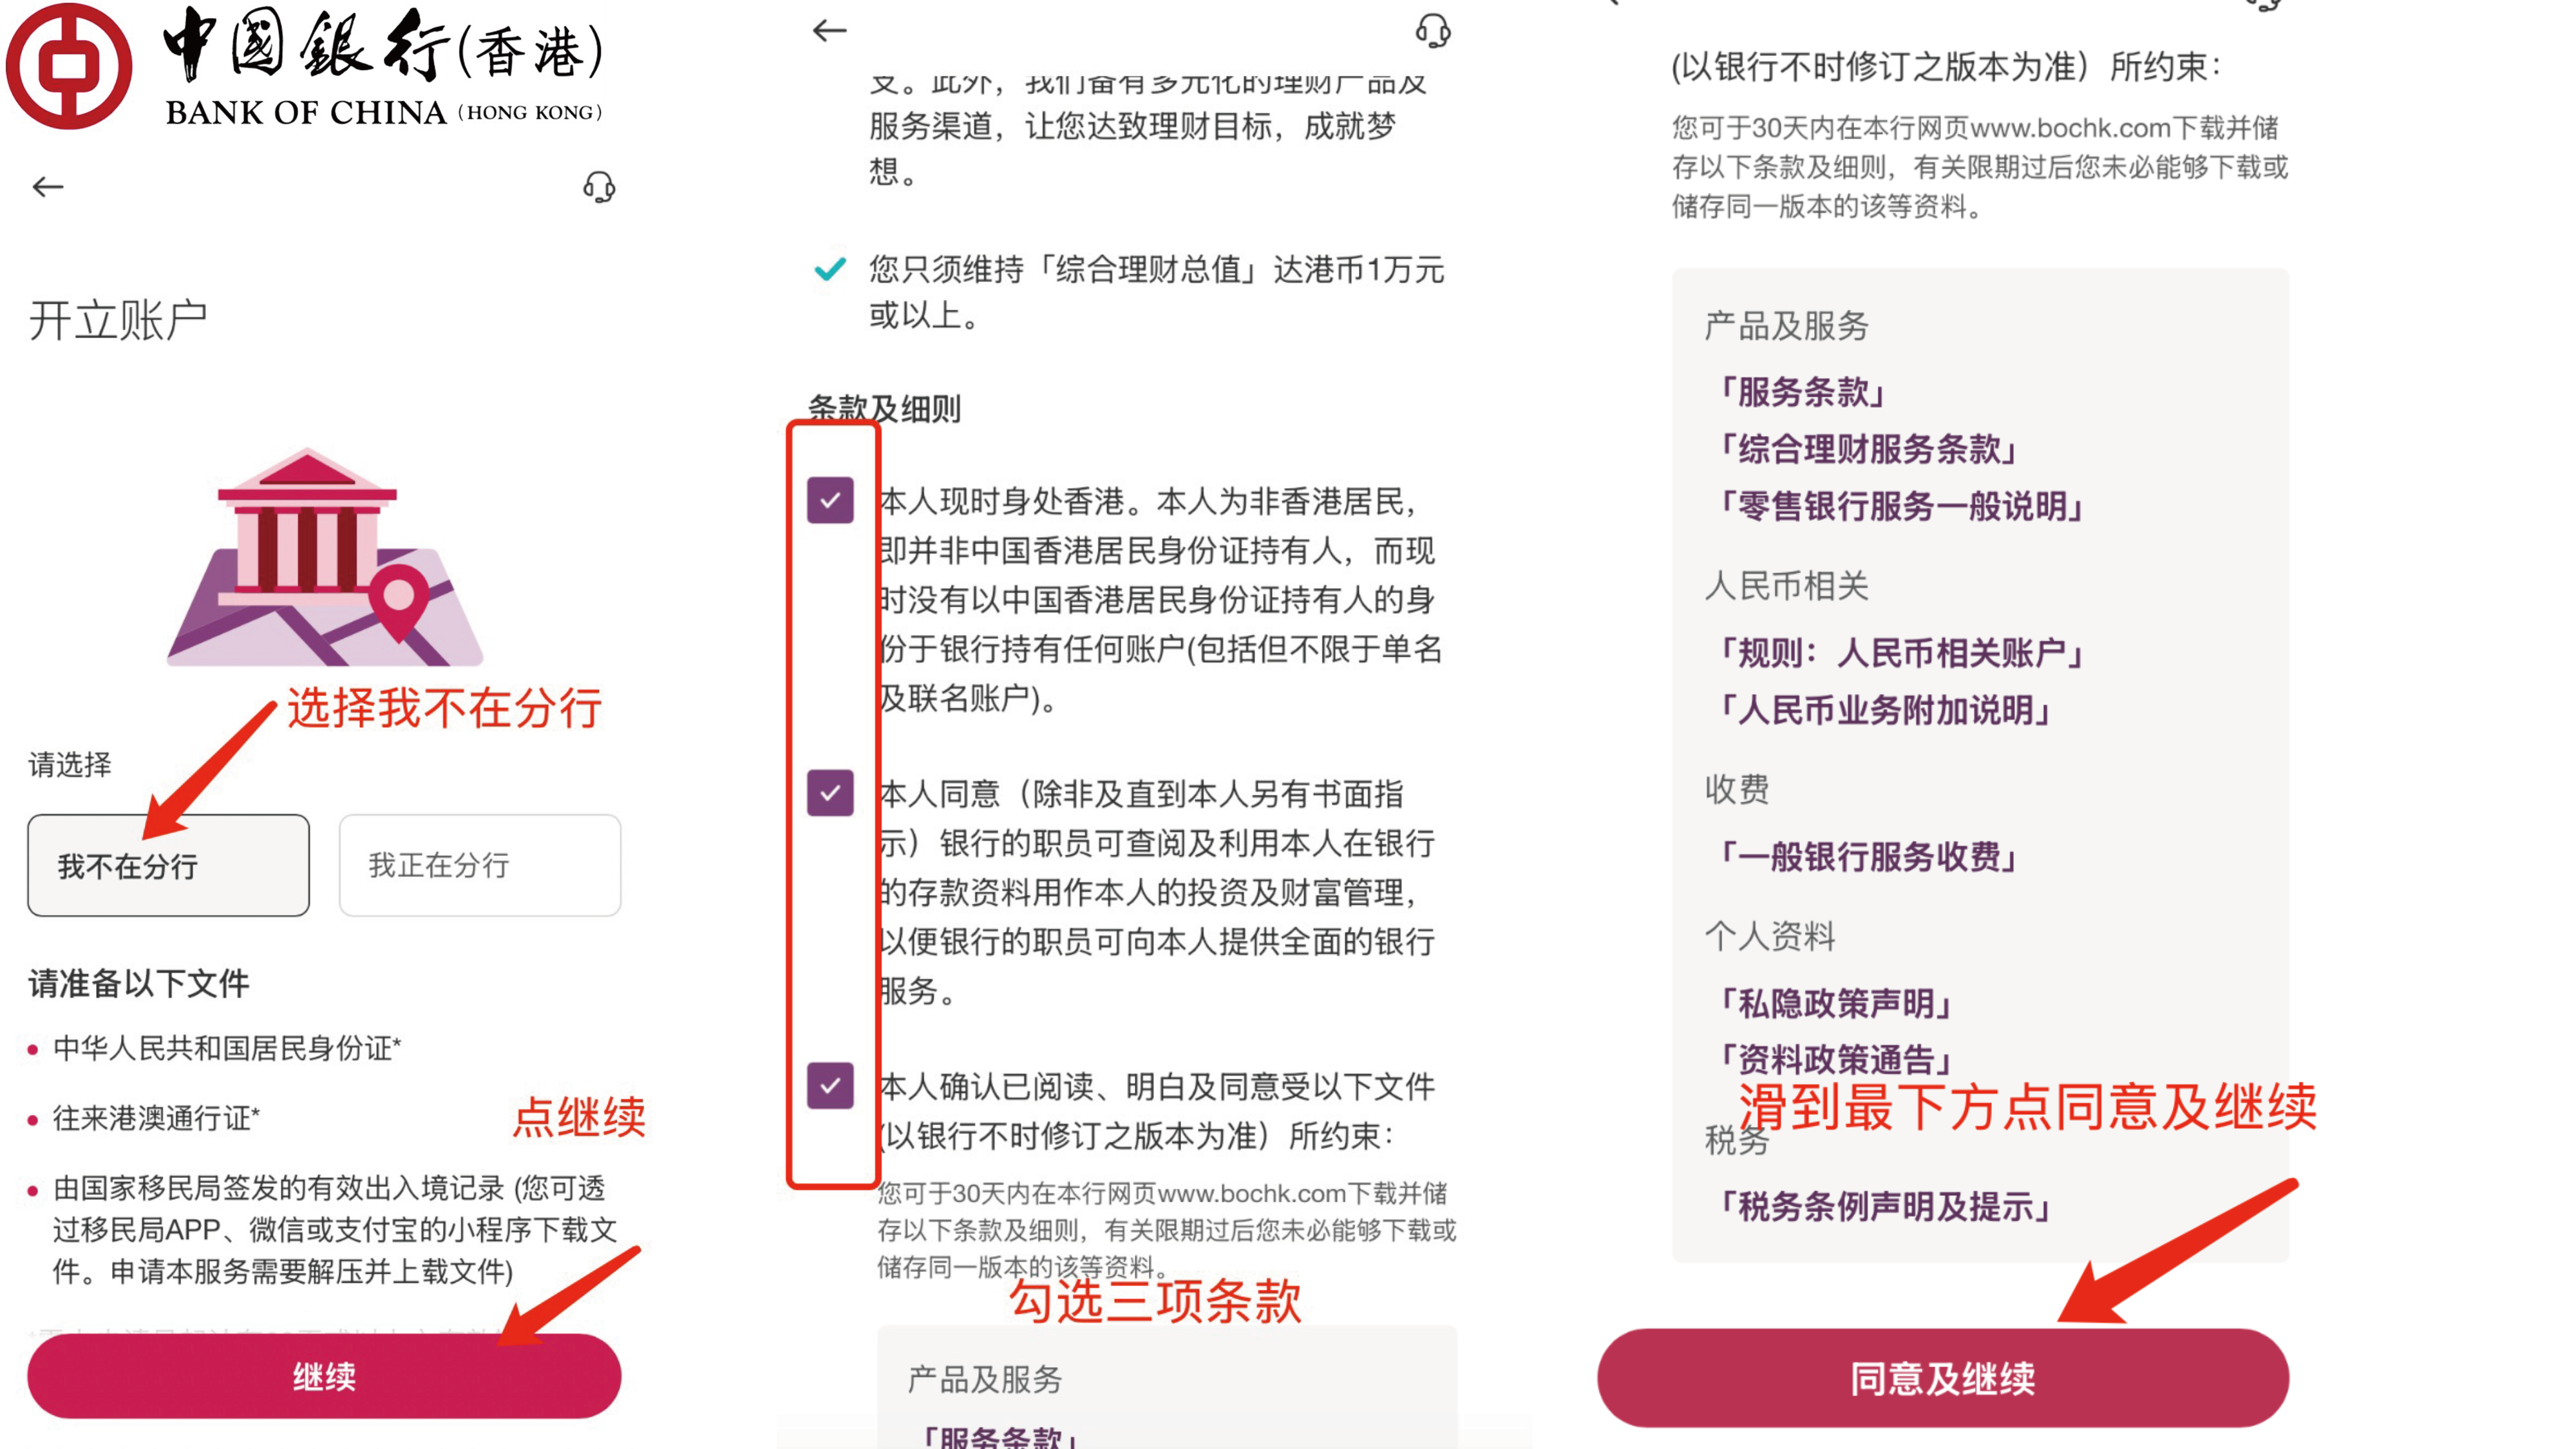 中國銀行(香港)
BANK OF CHINA (HONG KONG)
开立账户
选择我不在分行
请选择
我不在分行
我正在分行
请准备以下文件
中华人民共和国居民身份证*
往来港澳通行证*
点继续
由国家移民局签发的有效出入境记录 (您可透
过移民局APP、微信或支付宝的小程序下载文
件。申请本服务需要解压并上载文件)
继续
支。此外，我们备有多元化的理财产品及
服务渠道，让您达致理财目标，成就梦
想。
您只须维持「综合理财总值」达港币1万元
或以上。
条款及细则
本人现时身处香港。本人为非香港居民，
即并非中国香港居民身份证持有人，而现
时没有以中国香港居民身份证持有人的身
份于银行持有任何账户(包括但不限于单名
及联名账户)。
本人同意（除非及直到本人另有书面指
示）银行的职员可查阅及利用本人在银行
的存款资料用作本人的投资及财富管理，
以便银行的职员可向本人提供全面的银行
服务。
本人确认已阅读、明白及同意受以下文件
(以银行不时修订之版本为准）所约束：
您可于30天内在本行网页www.bochk.com下载并储
存以下条款及细则，有关限期过后您未必能够下载或
储存同一版本的该等资料。
勾选三项条款
产品及服务
「服务条款」
(以银行不时修订之版本为准）所约束：
您可于30天内在本行网页www.bochk.com下载并储
存以下条款及细则，有关限期过后您未必能够下载或
储存同一版本的该等资料。
产品及服务
「服务条款」
「综合理财服务条款」
「零售银行服务一般说明」
人民币相关
「规则：人民币相关账户」
「人民币业务附加说明」
收费
「一般银行服务收费」
个人资料
「私隐政策声明」
「资料政策通告」
滑到最下方点同意及继续
税务
「税务条例声明及提示」
同意及继续